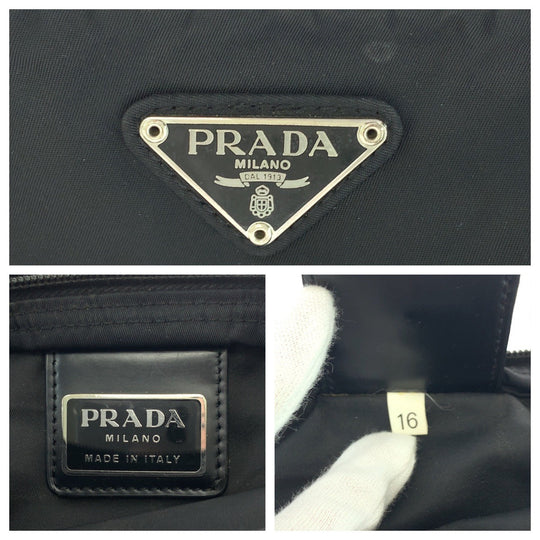 PRADA
MILANO
DAL 1913
PRADA
MILANO
MADE IN ITALY
16